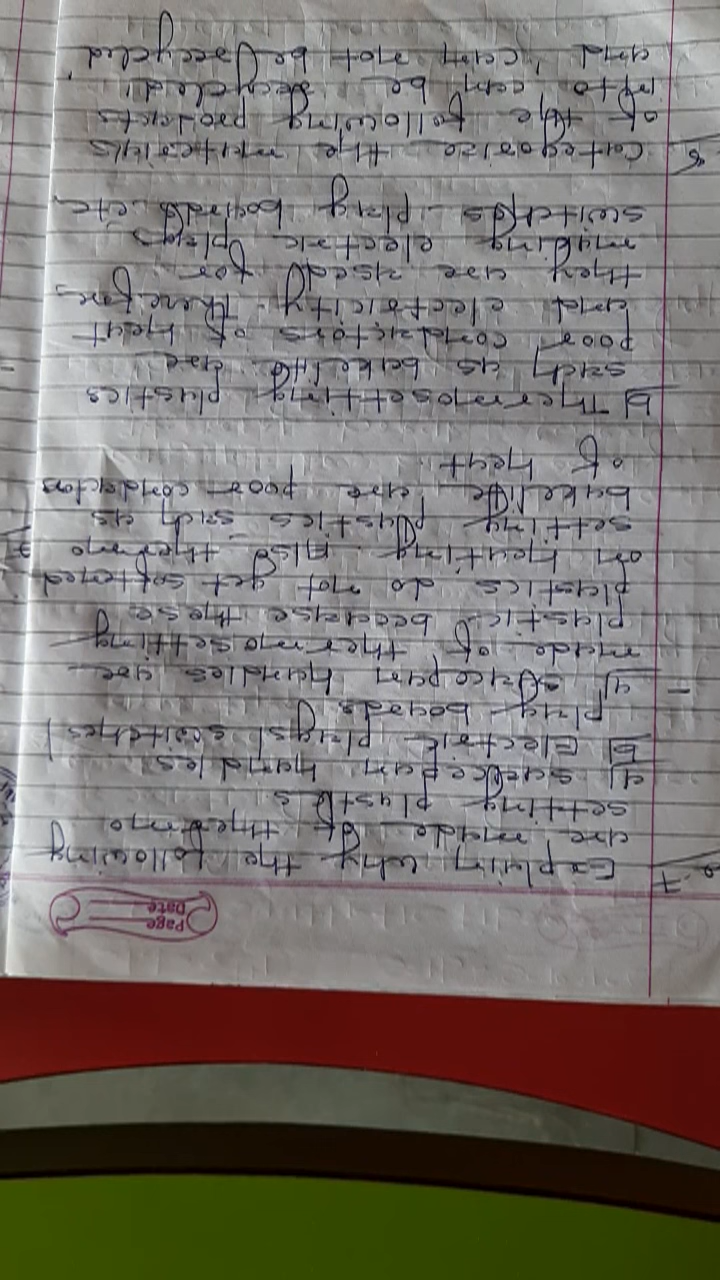 Page
Date
Q.7 Explain why the following
are made of thermo
setting plastics
a) saucepan handles
b) Electric plugs/ switches/
plug boards.
a) saucepan handles are
made of thermosetting
plastic because these
plastics do not get softened
on heating. Also thermo
setting plastics such as
bakelite are poor conductors
of heat.
b) Thermosetting plastics
such as bakelite are
poor conductors of heat
and electricity. Therefore
they are used for
making electric plugs
switches plug boards etc
8 Categorize the materials
of the following products
into 'can be recycled'
and 'can not be recycled'